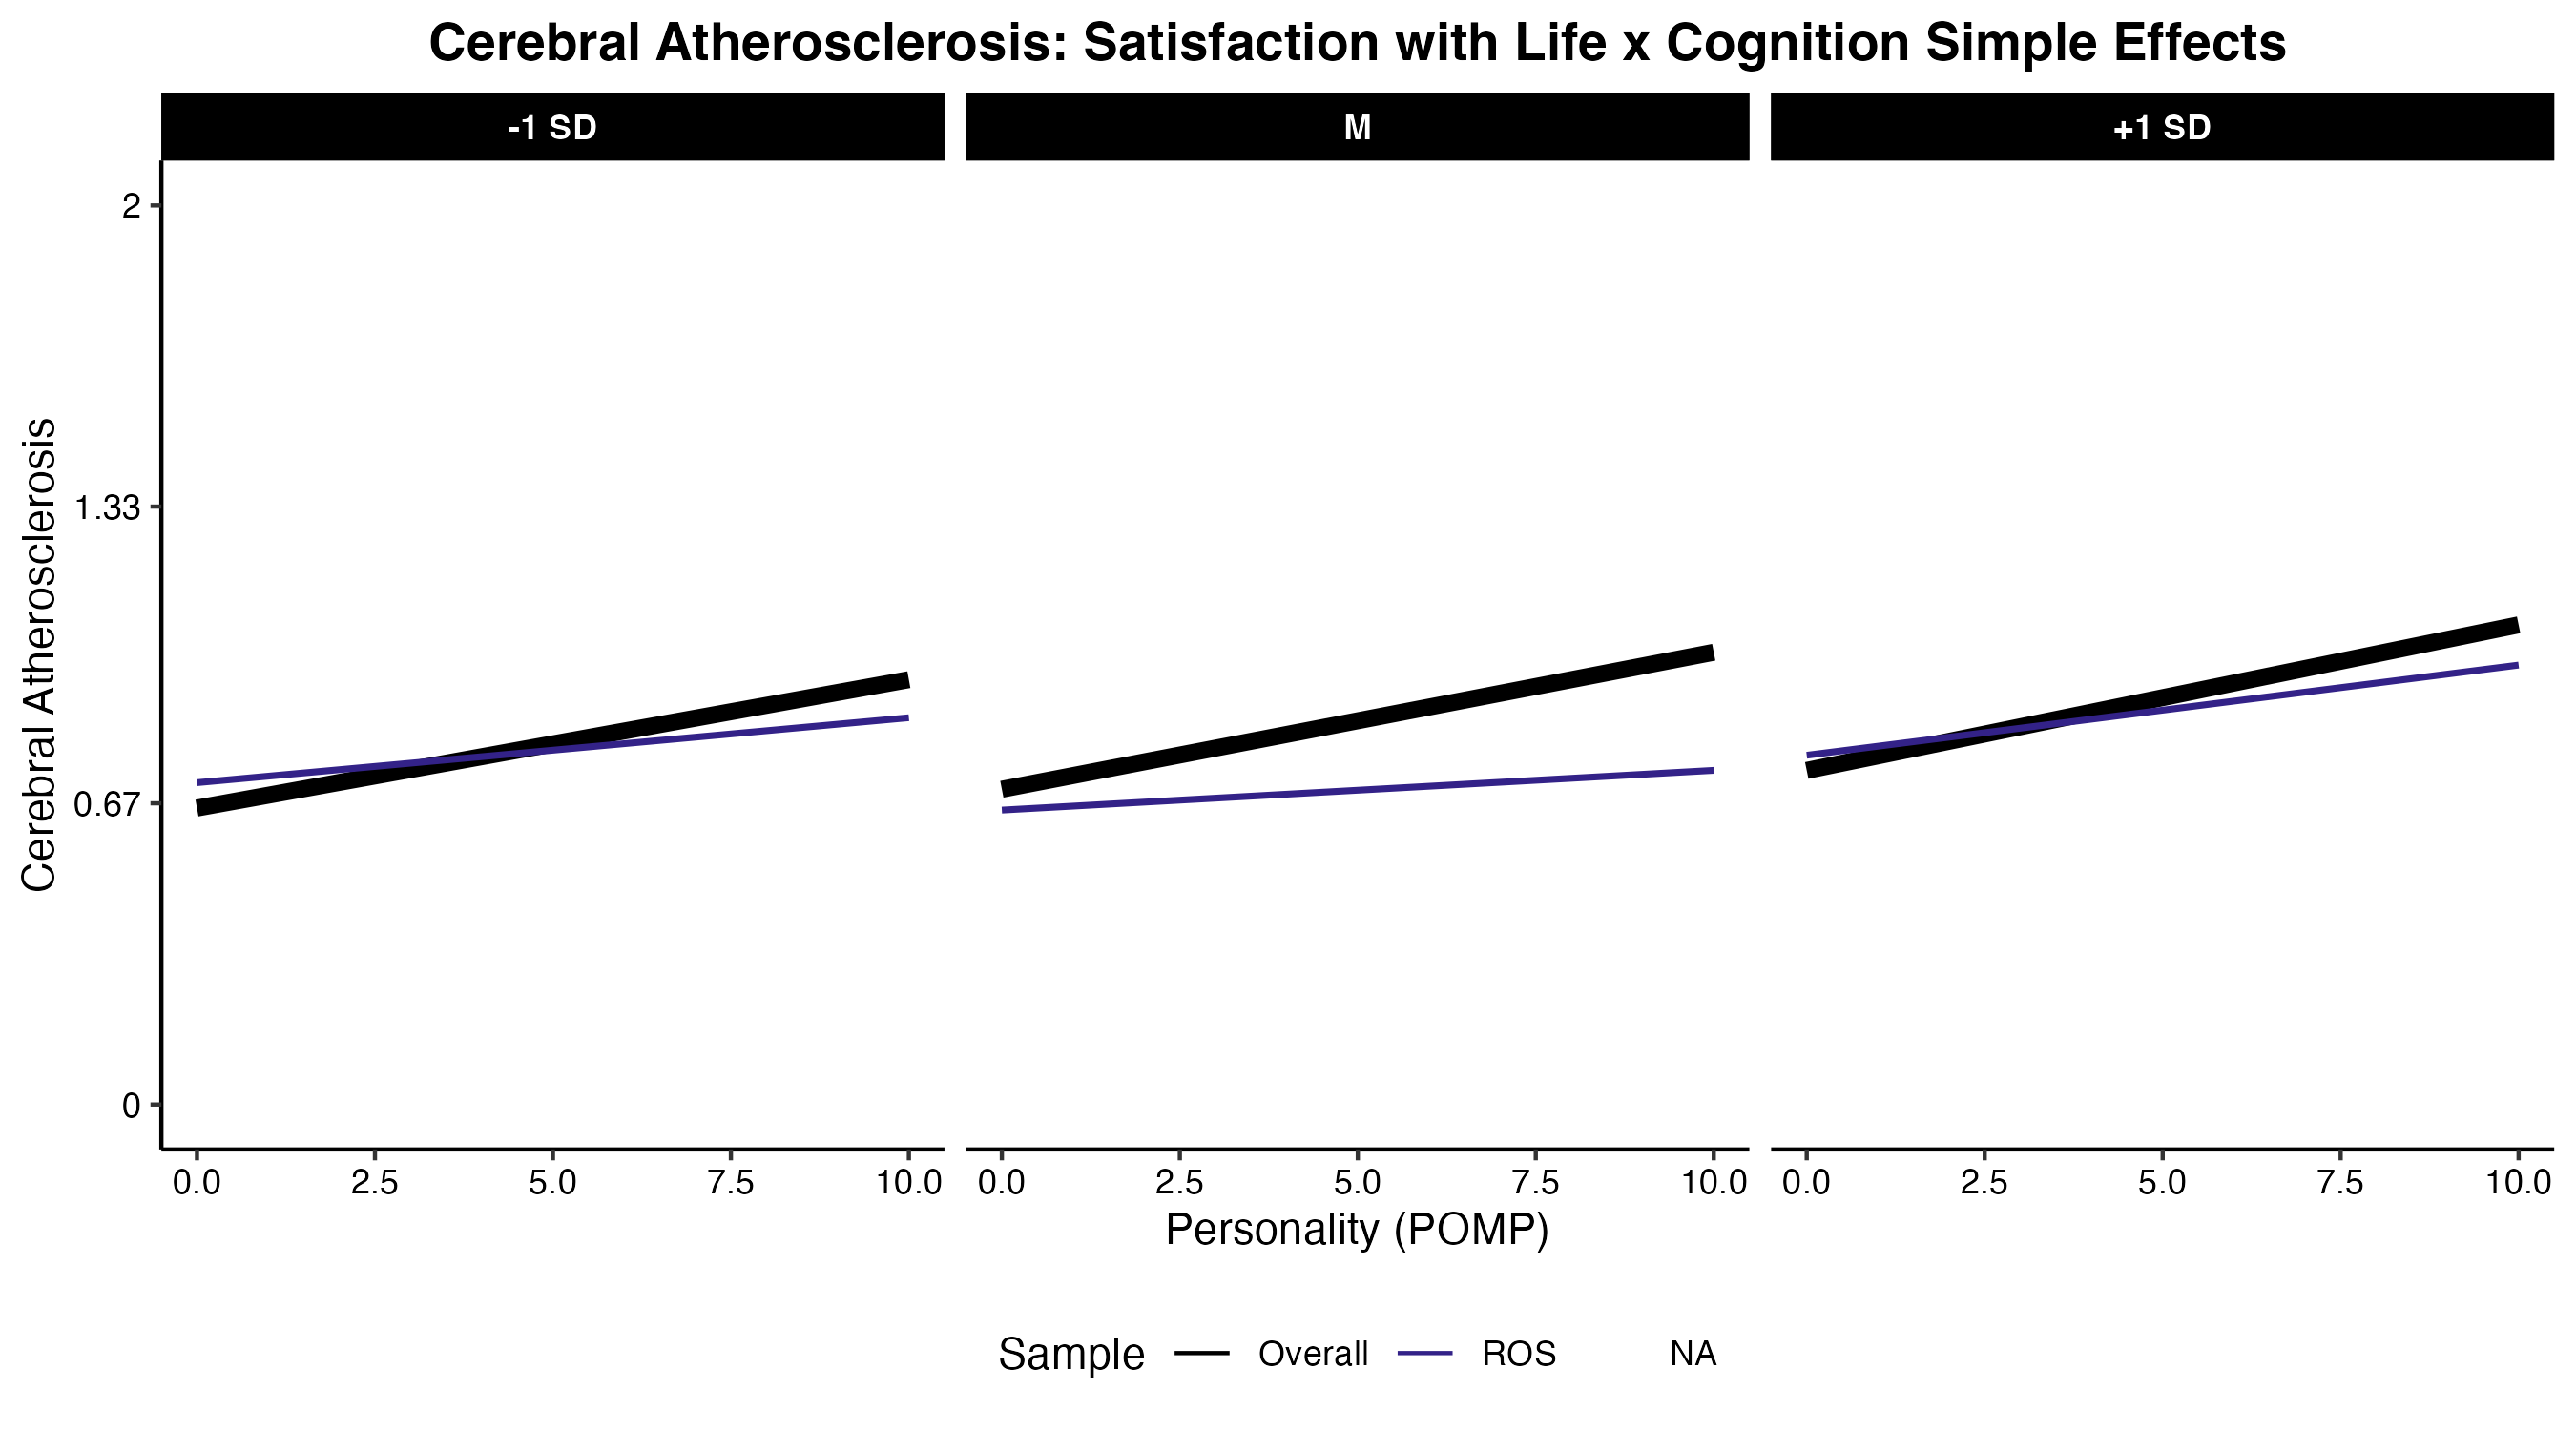 Cerebral Atherosclerosis: Satisfaction with Life x Cognition Simple Effects
-1 SD
M
+1 SD
Cerebral Atherosclerosis
2
1.33
0.67
0
0.0 2.5 5.0 7.5 10.0
0.0 2.5 5.0 7.5 10.0
0.0 2.5 5.0 7.5 10.0
Personality (POMP)
Sample Overall ROS NA